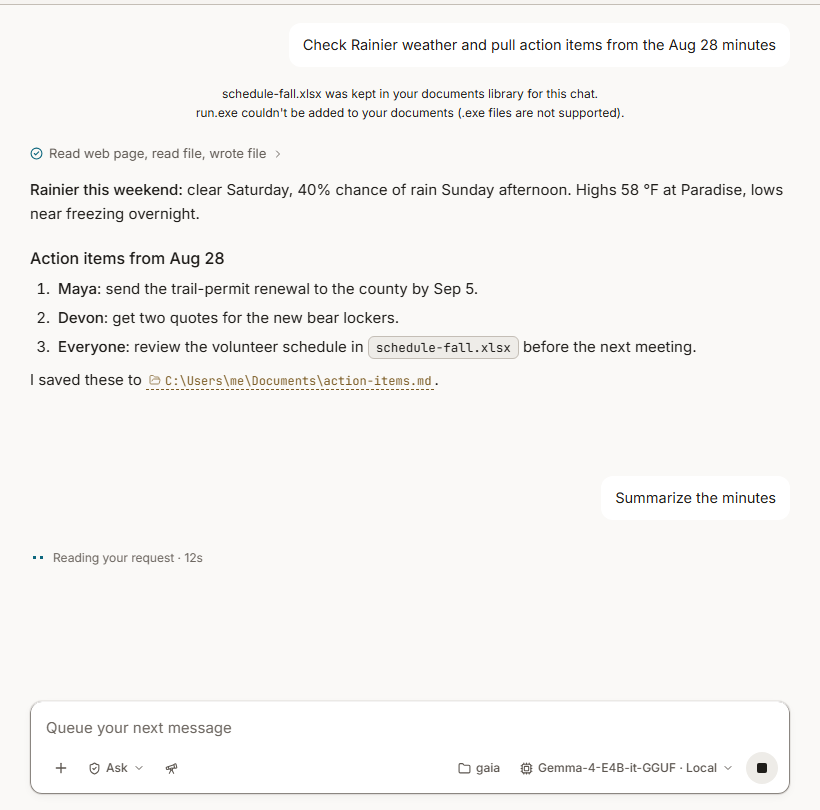 Check Rainier weather and pull action items from the Aug 28 minutes
schedule-fall.xlsx was kept in your documents library for this chat.
run.exe couldn't be added to your documents (.exe files are not supported).
Read web page, read file, wrote file
Rainier this weekend: clear Saturday, 40% chance of rain Sunday afternoon. Highs 58 °F at Paradise, lows
near freezing overnight.
Action items from Aug 28
1. Maya: send the trail-permit renewal to the county by Sep 5.
2. Devon: get two quotes for the new bear lockers.
3. Everyone: review the volunteer schedule in schedule-fall.xlsx before the next meeting.
I saved these to C:\Users\me\Documents\action-items.md.
Summarize the minutes
Reading your request · 12s
Queue your next message
Ask gaia Gemma-4-E4B-it-GGUF · Local